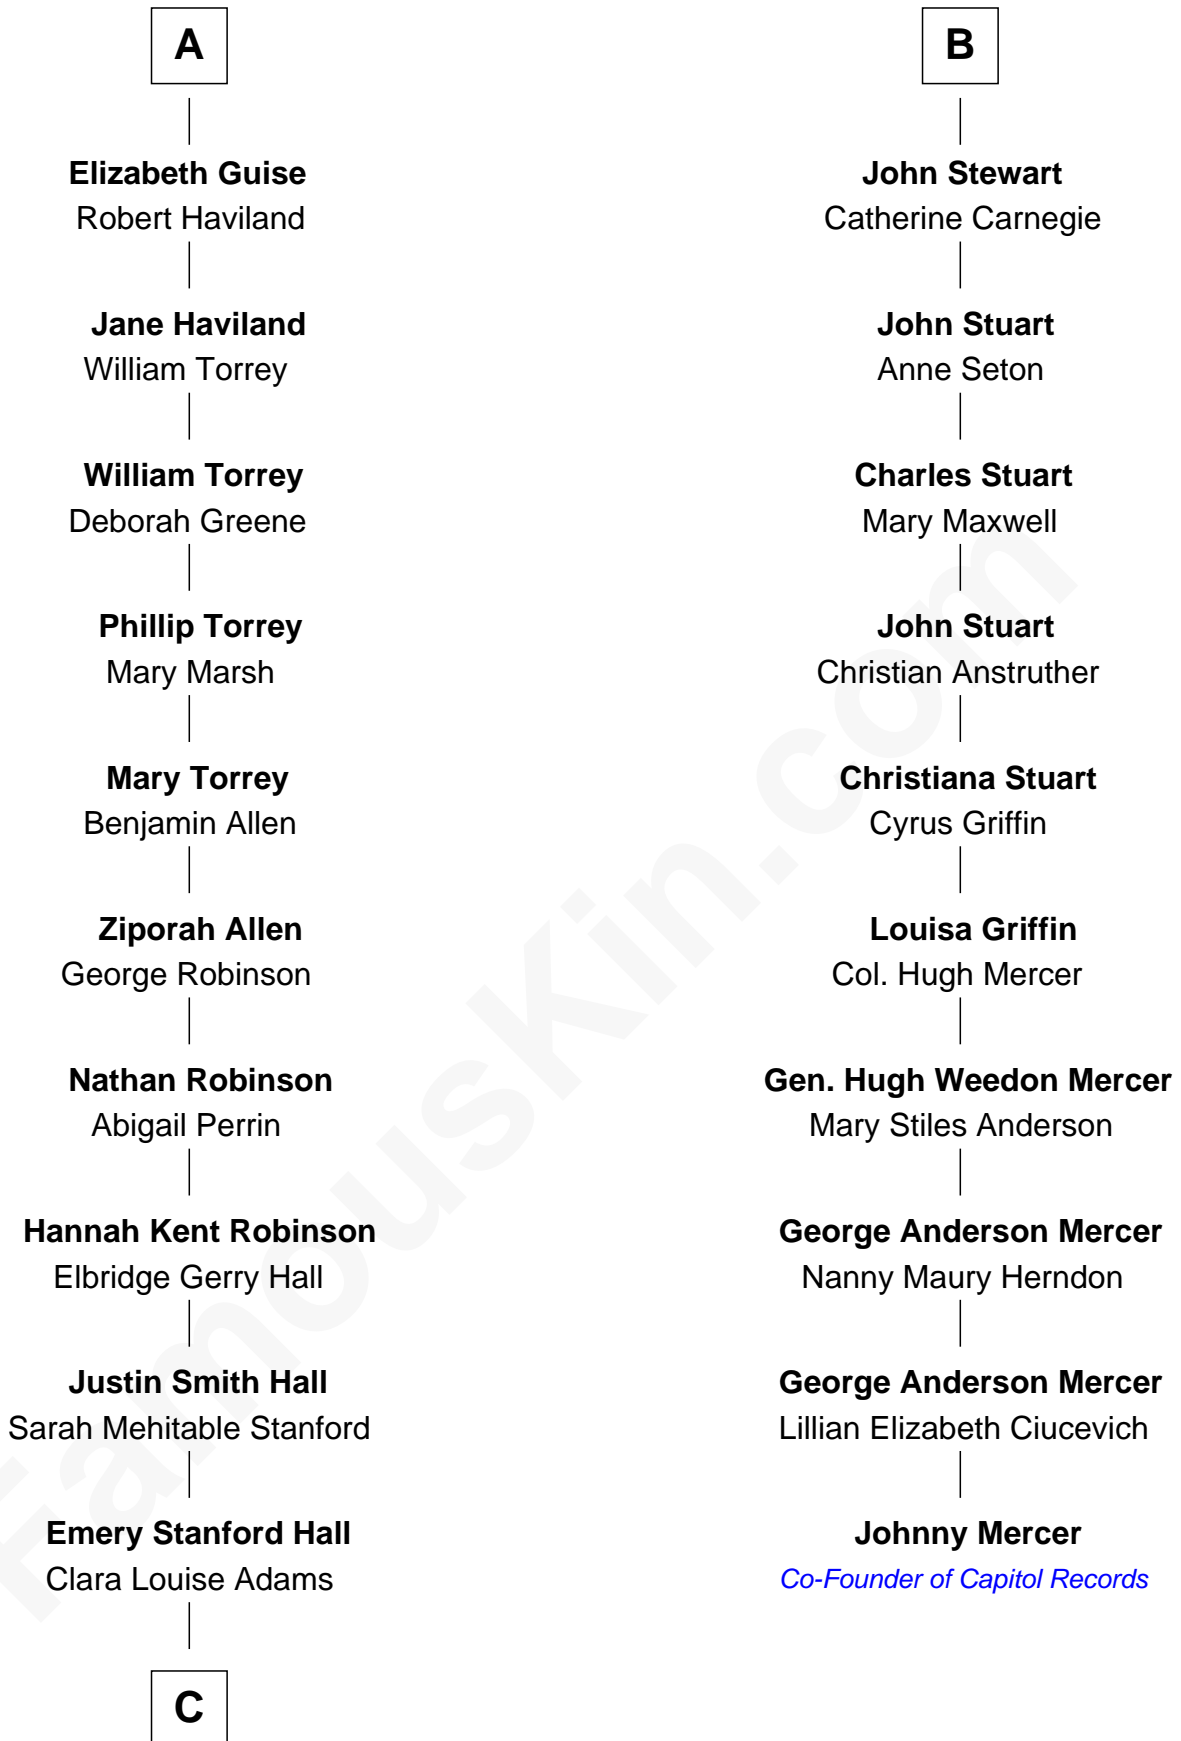 A
Elizabeth Guise
Robert Haviland
Jane Haviland
William Torrey
William Torrey
Deborah Greene
Phillip Torrey
Mary Marsh
Mary Torrey
Benjamin Allen
Ziporah Allen
George Robinson
Nathan Robinson
Abigail Perrin
Hannah Kent Robinson
Elbridge Gerry Hall
Justin Smith Hall
Sarah Mehitable Stanford
Emery Stanford Hall
Clara Louise Adams
C
B
John Stewart
Catherine Carnegie
John Stuart
Anne Seton
Charles Stuart
Mary Maxwell
John Stuart
Christian Anstruther
Christiana Stuart
Cyrus Griffin
Louisa Griffin
Col. Hugh Mercer
Gen. Hugh Weedon Mercer
Mary Stiles Anderson
George Anderson Mercer
Nanny Maury Herndon
George Anderson Mercer
Lillian Elizabeth Ciucevich
Johnny Mercer
Co-Founder of Capitol Records
FamousKin.com